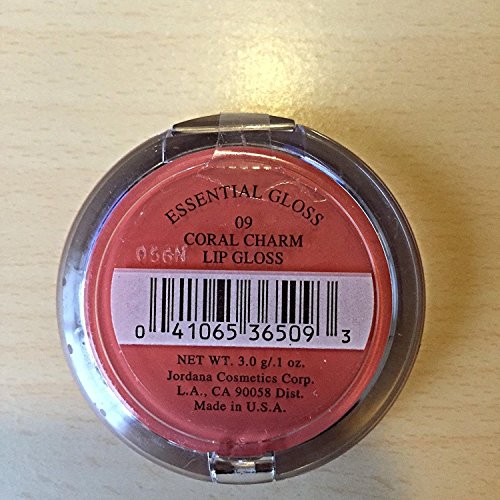 ESSENTIAL GLOSS
09
CORAL CHARM
LIP GLOSS
056N
0 41065 36509 3
NET WT. 3.0 g/.1 oz.
Jordana Cosmetics Corp.
L.A., CA 90058 Dist.
Made in U.S.A.